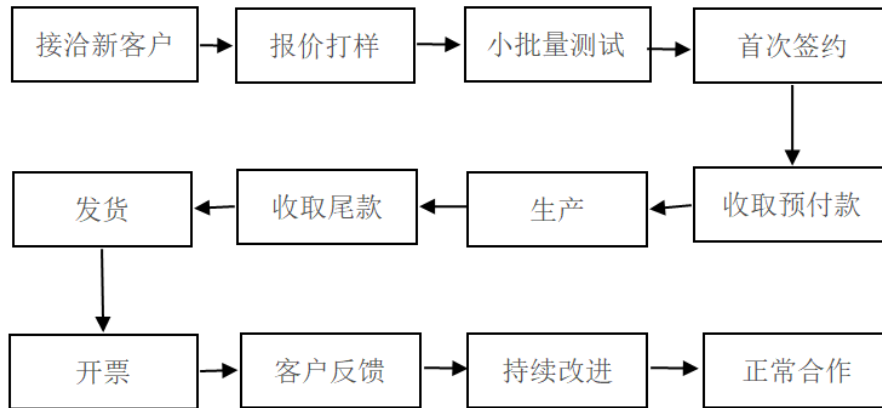 接洽新客户
报价打样
小批量测试
首次签约
收取预付款
生产
收取尾款
发货
开票
客户反馈
持续改进
正常合作